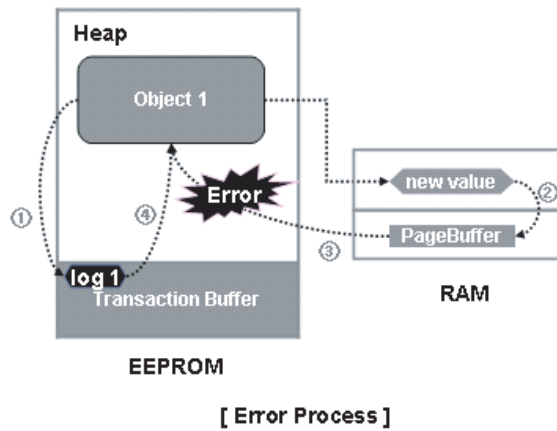 Heap
Object 1
new value
Error
①
④
②
PageBuffer
③
log 1
Transaction Buffer
RAM
EEPROM
[ Error Process ]